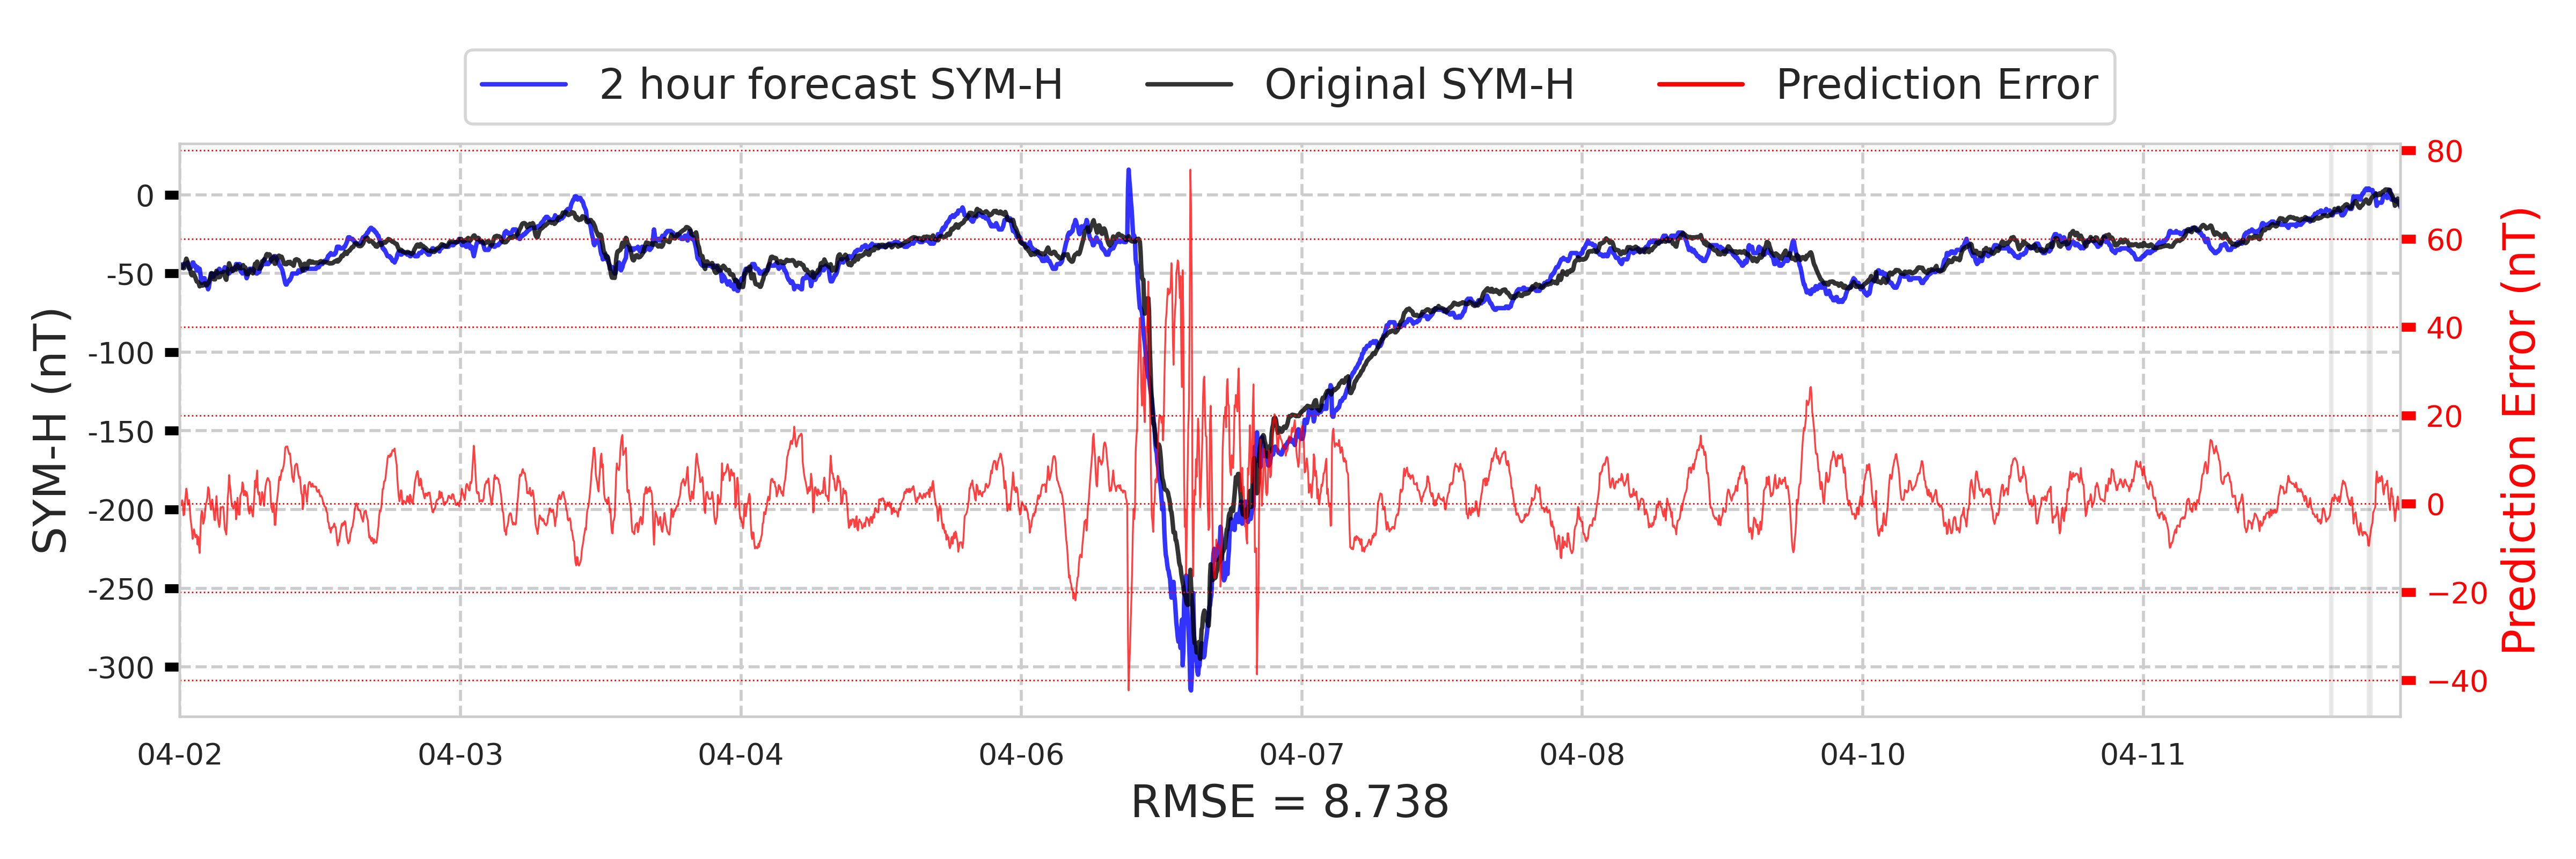 2 hour forecast SYM-H Original SYM-H Prediction Error
SYM-H (nT)
0
-50
-100
-150
-200
-250
-300
80
60
40
20
0
−20
−40
Prediction Error (nT)
04-02 04-03 04-04 04-06 04-07 04-08 04-10 04-11
RMSE = 8.738